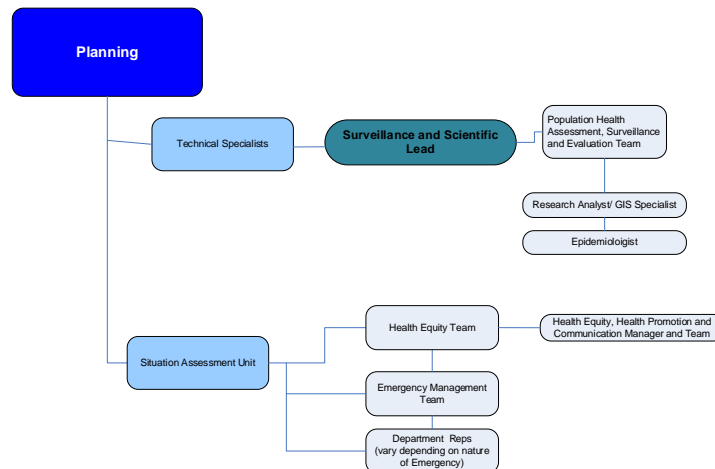 Planning
Technical Specialists
Surveillance and Scientific
Lead
Population Health
Assessment, Surveillance
and Evaluation Team
Research Analyst/ GIS Specialist
Epidemioloigist
Situation Assessment Unit
Health Equity Team
Health Equity, Health Promotion and
Communication Manager and Team
Emergency Management
Team
Department Reps
(vary depending on nature
of Emergency)